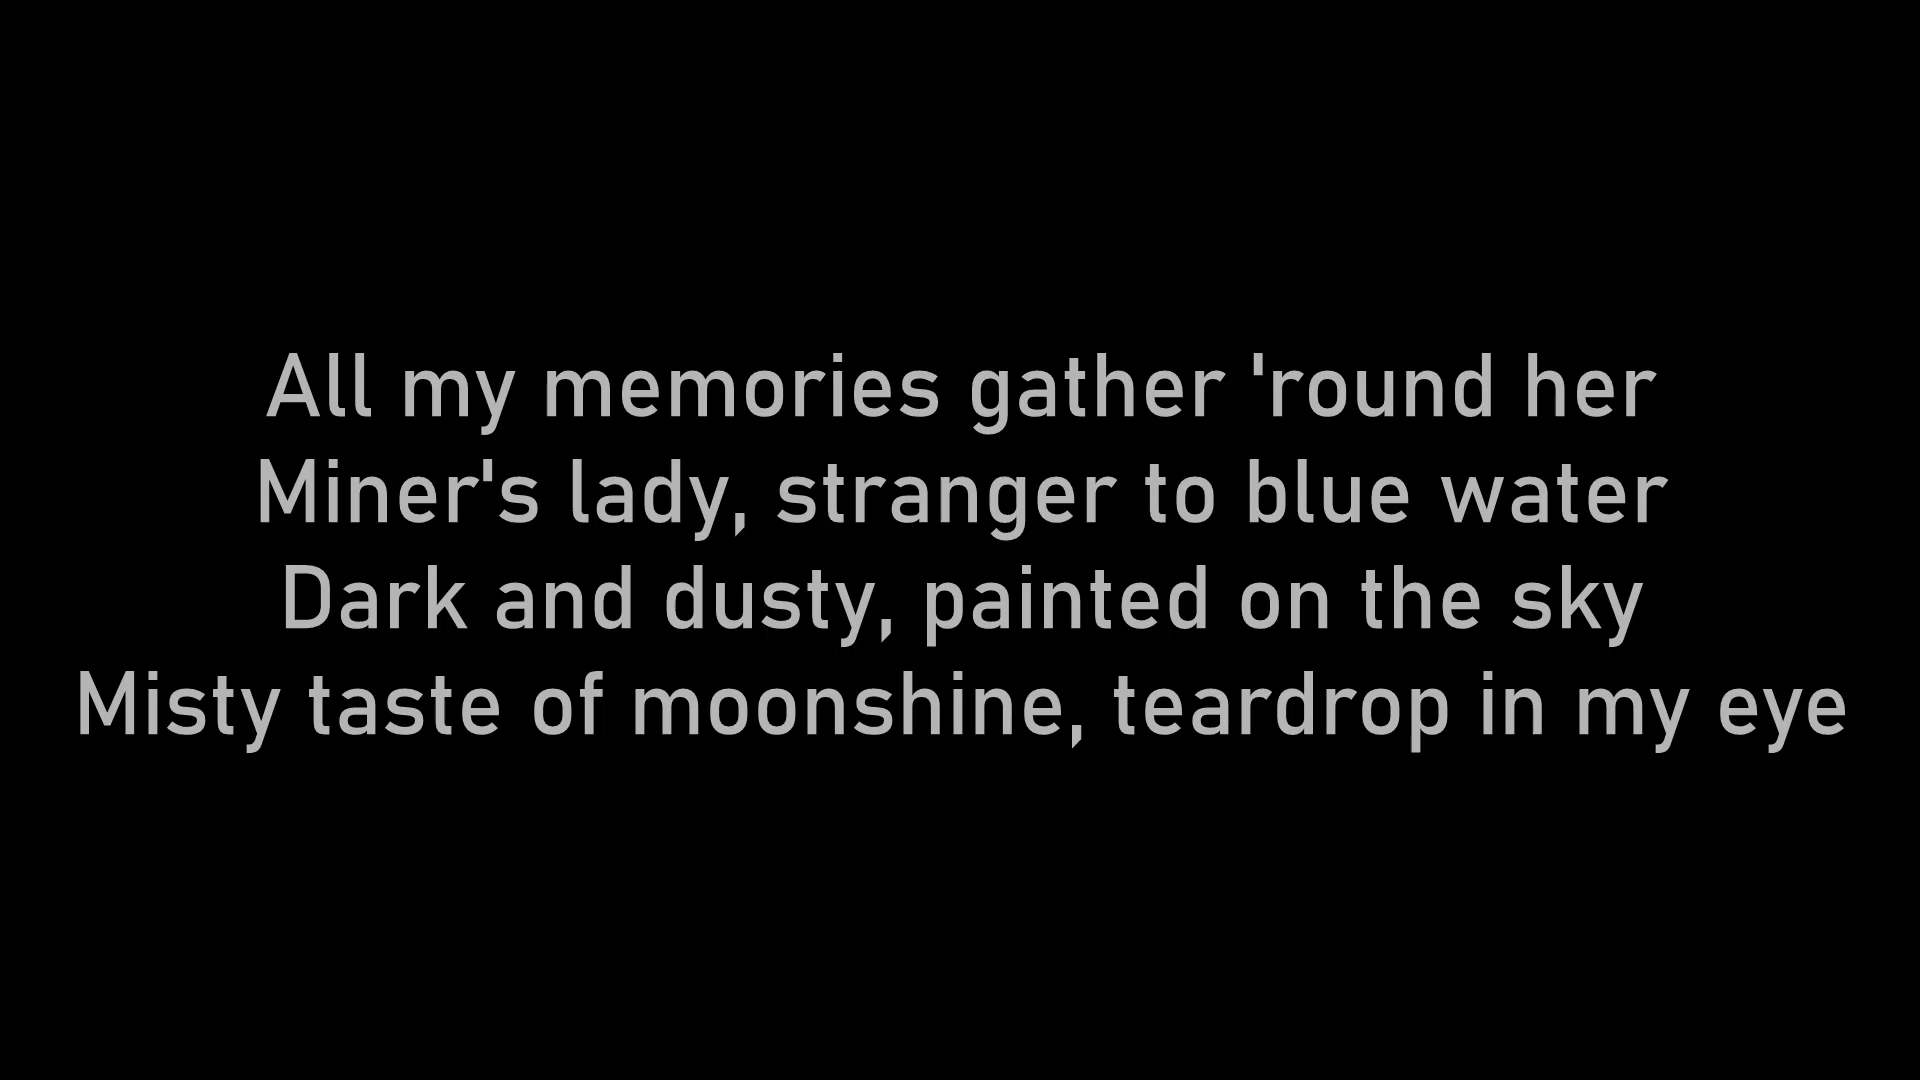 All my memories gather 'round her
Miner's lady, stranger to blue water
Dark and dusty, painted on the sky
Misty taste of moonshine, teardrop in my eye